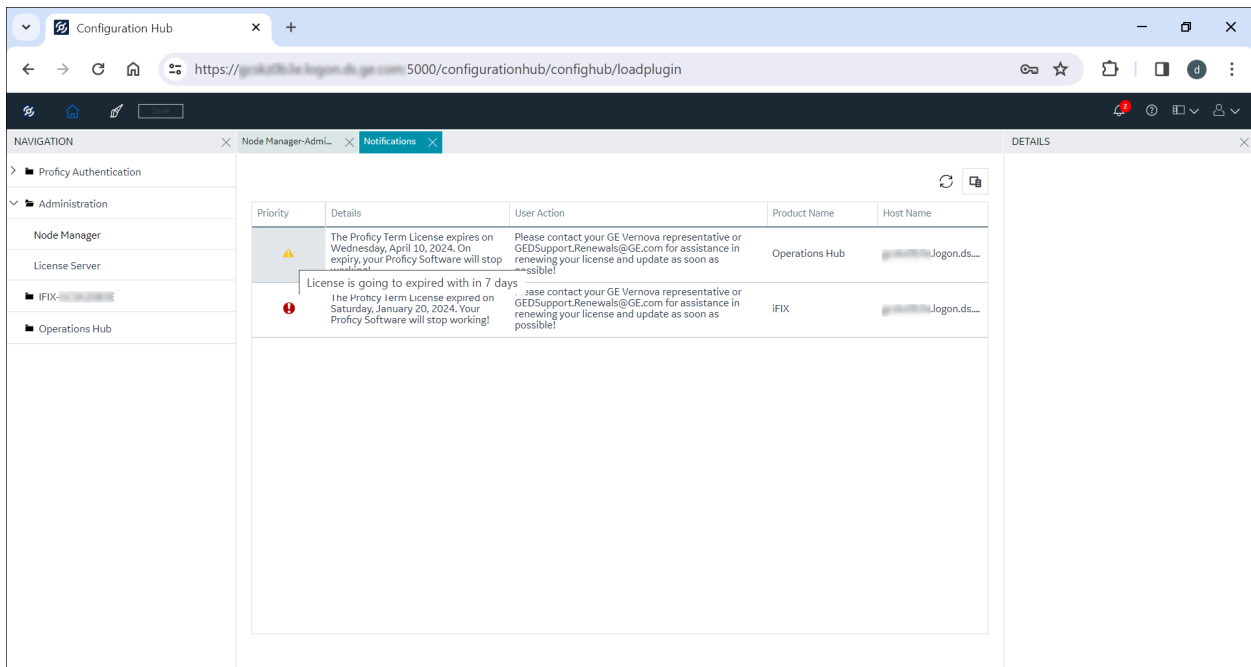 Configuration Hub
https:// :5000/configurationhub/confighub/loadplugin
d
Save
2
NAVIGATION
Node Manager-Admi...
Notifications
DETAILS
Proficy Authentication
Administration
Node Manager
License Server
IFIX-
Operations Hub
Priority
Details
User Action
Product Name
Host Name
The Proficy Term License expires on
Wednesday, April 10, 2024. On
expiry, your Proficy Software will stop
working!
Please contact your GE Vernova representative or
GEDSupport.Renewals@GE.com for assistance in
renewing your license and update as soon as
possible!
Operations Hub
.logon.ds....
License is going to expired with in 7 days
The Proficy Term License expired on
Saturday, January 20, 2024. Your
Proficy Software will stop working!
Please contact your GE Vernova representative or
GEDSupport.Renewals@GE.com for assistance in
renewing your license and update as soon as
possible!
iFIX
.logon.ds....